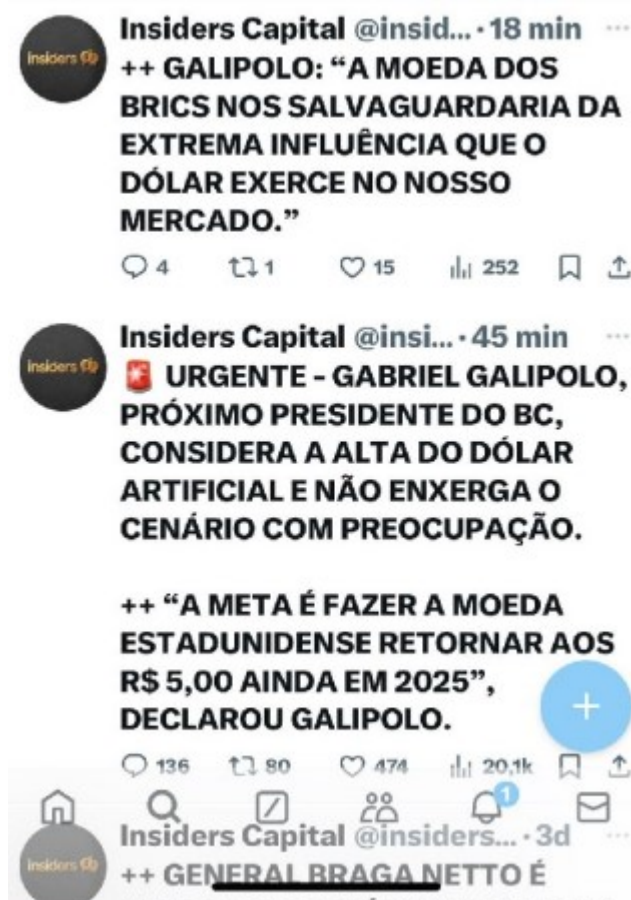 Insiders Capital @insid... · 18 min ...
++ GALIPOLO: “A MOEDA DOS
BRICS NOS SALVAGUARDARIA DA
EXTREMA INFLUÊNCIA QUE O
DÓLAR EXERCE NO NOSSO
MERCADO.”
4 1 15 252
Insiders Capital @insi... · 45 min ...
🚨 URGENTE - GABRIEL GALIPOLO,
PRÓXIMO PRESIDENTE DO BC,
CONSIDERA A ALTA DO DÓLAR
ARTIFICIAL E NÃO ENXERGA O
CENÁRIO COM PREOCUPAÇÃO.
++ “A META É FAZER A MOEDA
ESTADUNIDENSE RETORNAR AOS
R$ 5,00 AINDA EM 2025”,
DECLAROU GALIPOLO.
136 80 474 20,1k
1
Insiders Capital @insiders... · 3d ...
++ GENERAL BRAGA NETTO É